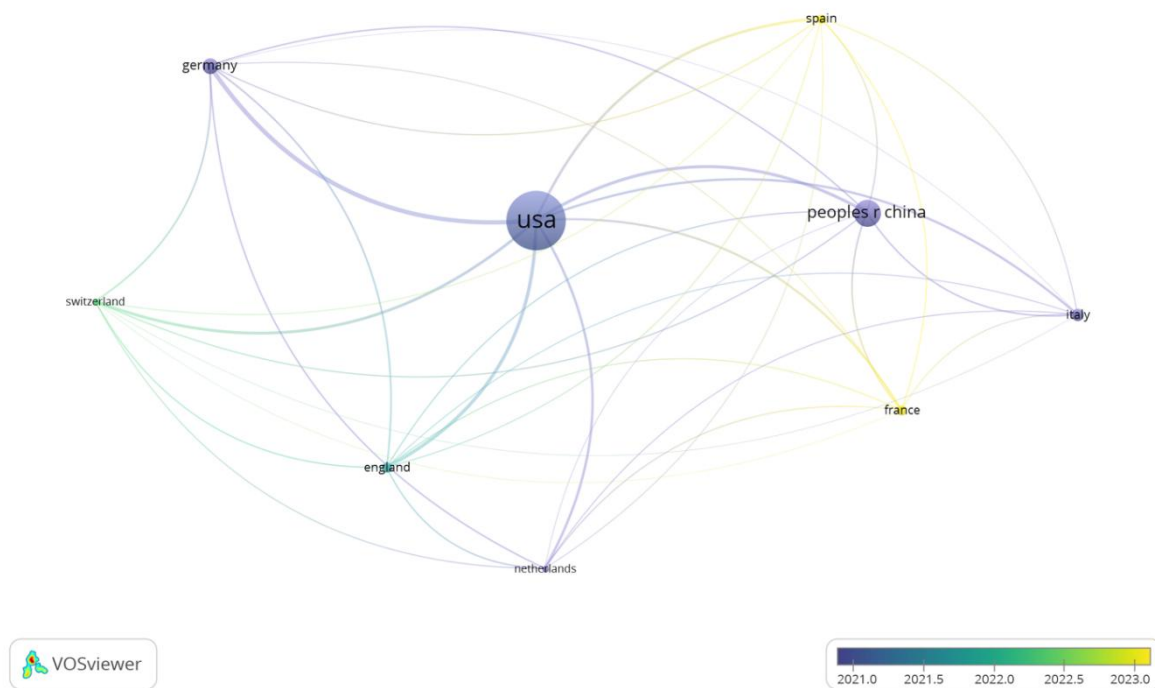 spain
germany
usa
peoples r china
switzerland
italy
france
england
netherlands
VOSviewer
2021.0 2021.5 2022.0 2022.5 2023.0